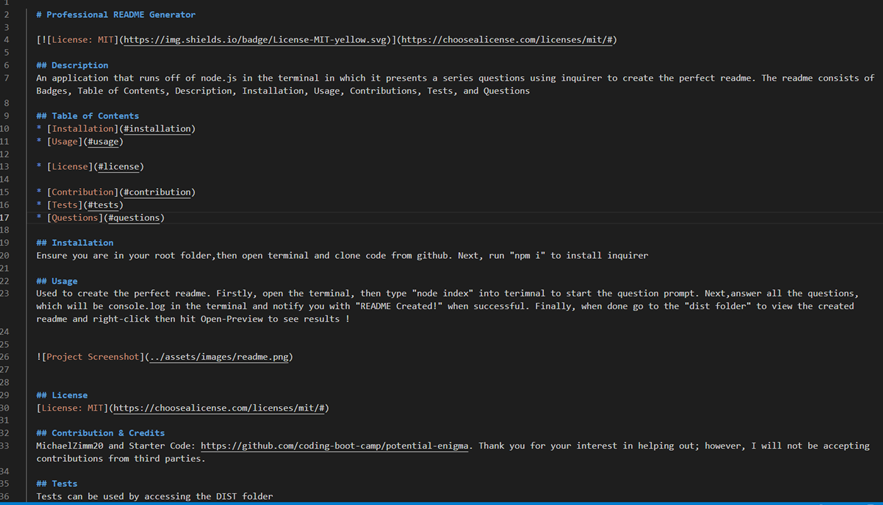 1
2 # Professional README Generator
3
4 [![License: MIT](https://img.shields.io/badge/License-MIT-yellow.svg)](https://choosealicense.com/licenses/mit/#)
5
6 ## Description
7 An application that runs off of node.js in the terminal in which it presents a series questions using inquirer to create the perfect readme. The readme consists of
Badges, Table of Contents, Description, Installation, Usage, Contributions, Tests, and Questions
8
9 ## Table of Contents
10 * [Installation](#installation)
11 * [Usage](#usage)
12
13 * [License](#license)
14
15 * [Contribution](#contribution)
16 * [Tests](#tests)
17 * [Questions](#questions)
18
19 ## Installation
20 Ensure you are in your root folder,then open terminal and clone code from github. Next, run "npm i" to install inquirer
21
22 ## Usage
23 Used to create the perfect readme. Firstly, open the terminal, then type "node index" into terimnal to start the question prompt. Next,answer all the questions,
which will be console.log in the terminal and notify you with "README Created!" when successful. Finally, when done go to the "dist folder" to view the created
readme and right-click then hit Open-Preview to see results !
24
25
26 ![Project Screenshot](../assets/images/readme.png)
27
28
29 ## License
30 [License: MIT](https://choosealicense.com/licenses/mit/#)
31
32 ## Contribution & Credits
33 MichaelZimm20 and Starter Code: https://github.com/coding-boot-camp/potential-enigma. Thank you for your interest in helping out; however, I will not be accepting
contributions from third parties.
34
35 ## Tests
36 Tests can be used by accessing the DIST folder